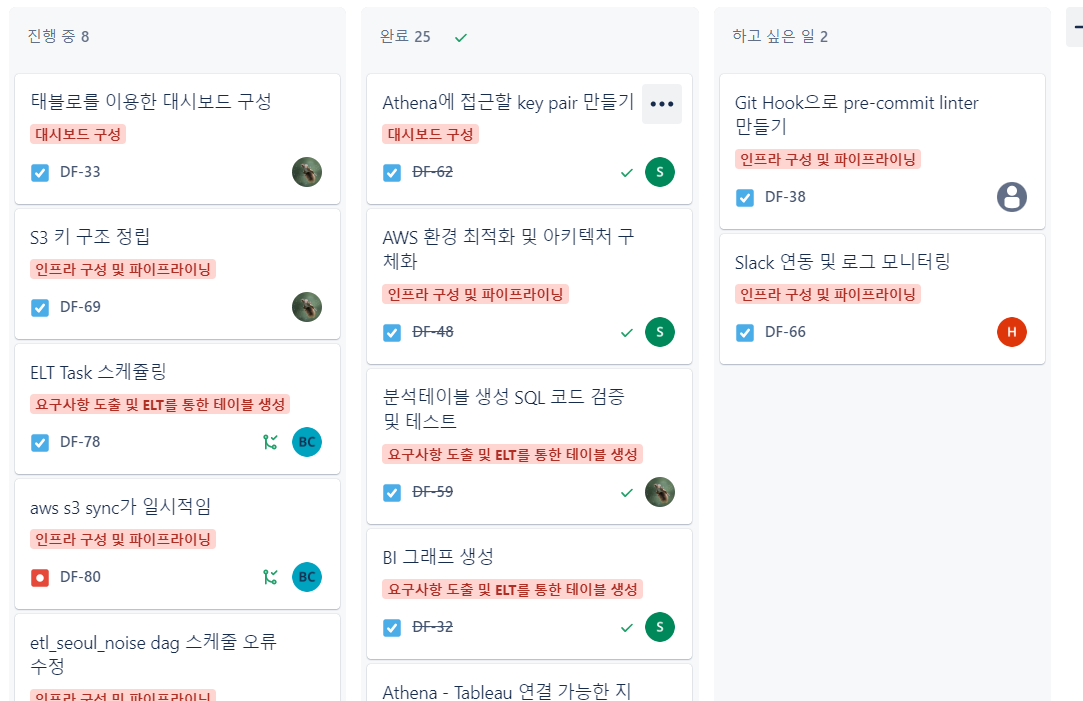 진행 중 8
태블로를 이용한 대시보드 구성
대시보드 구성
DF-33
S3 키 구조 정립
인프라 구성 및 파이프라이닝
DF-69
ELT Task 스케쥴링
요구사항 도출 및 ELT를 통한 테이블 생성
DF-78
BC
aws s3 sync가 일시적임
인프라 구성 및 파이프라이닝
DF-80
BC
etl_seoul_noise dag 스케줄 오류
수정
인프라 구성 및 파이프라이닝
완료 25
Athena에 접근할 key pair 만들기
대시보드 구성
DF-62
S
AWS 환경 최적화 및 아키텍처 구
체화
인프라 구성 및 파이프라이닝
DF-48
S
분석테이블 생성 SQL 코드 검증
및 테스트
요구사항 도출 및 ELT를 통한 테이블 생성
DF-59
BI 그래프 생성
요구사항 도출 및 ELT를 통한 테이블 생성
DF-32
S
Athena - Tableau 연결 가능한 지
하고 싶은 일 2
Git Hook으로 pre-commit linter
만들기
인프라 구성 및 파이프라이닝
DF-38
Slack 연동 및 로그 모니터링
인프라 구성 및 파이프라이닝
DF-66
H